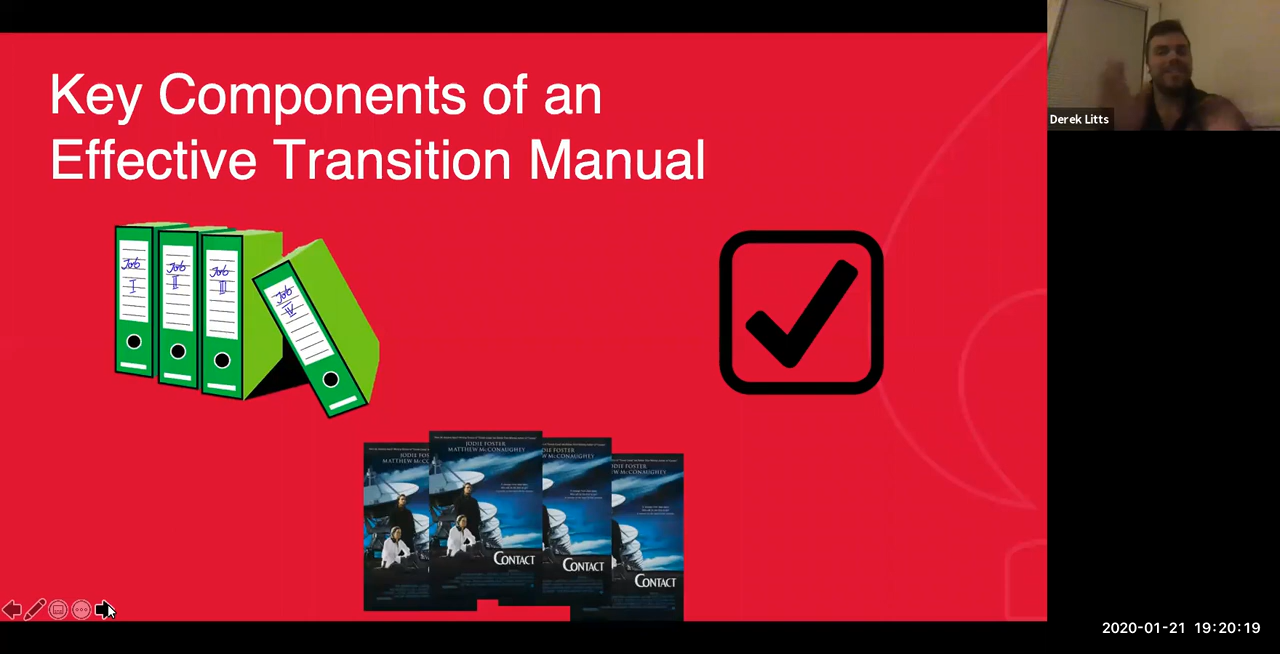 Key Components of an
Effective Transition Manual
Derek Litts
Job
I
Job
II
Job
III
Job
IV
JODIE FOSTER
MATTHEW McCONAUGHEY
CONTACT
CONTACT
CONTACT
2020-01-21 19:20:19